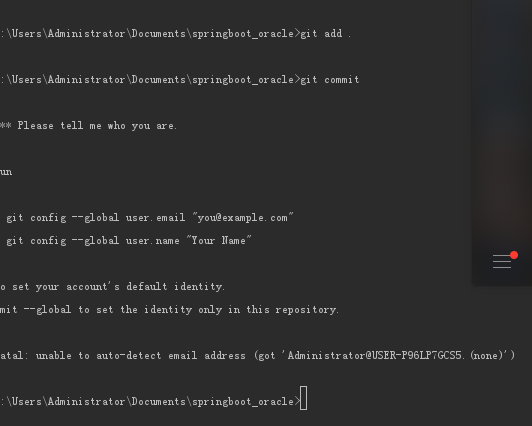 :\Users\Administrator\Documents\springboot_oracle>git add .
:\Users\Administrator\Documents\springboot_oracle>git commit
** Please tell me who you are.
un
git config --global user.email "you@example.com"
git config --global user.name "Your Name"
o set your account's default identity.
mit --global to set the identity only in this repository.
atal: unable to auto-detect email address (got 'Administrator@USER-P96LP7GCS5.(none)')
:\Users\Administrator\Documents\springboot_oracle>